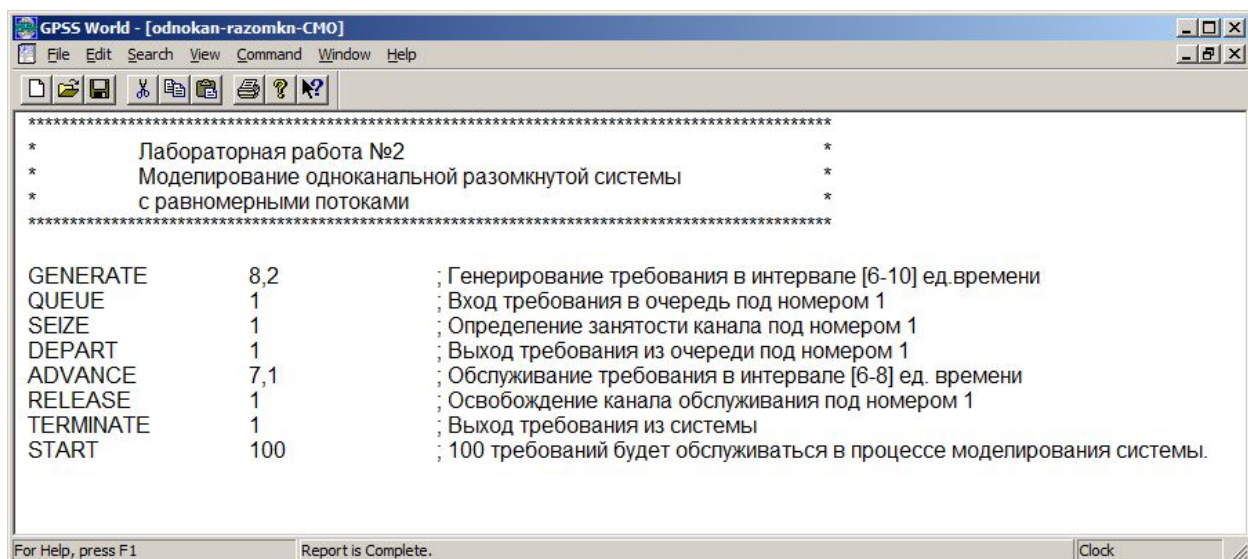 GPSS World - [odnokan-razomkn-CMO]
File Edit Search View Command Window Help
********************************************************************************************************
* Лабораторная работа №2 *
* Моделирование одноканальной разомкнутой системы *
* с равномерными потоками *
********************************************************************************************************
GENERATE 8,2 ; Генерирование требования в интервале [6-10] ед.времени
QUEUE 1 ; Вход требования в очередь под номером 1
SEIZE 1 ; Определение занятости канала под номером 1
DEPART 1 ; Выход требования из очереди под номером 1
ADVANCE 7,1 ; Обслуживание требования в интервале [6-8] ед. времени
RELEASE 1 ; Освобождение канала обслуживания под номером 1
TERMINATE 1 ; Выход требования из системы
START 100 ; 100 требований будет обслуживаться в процессе моделирования системы.
For Help, press F1 Report is Complete. Clock